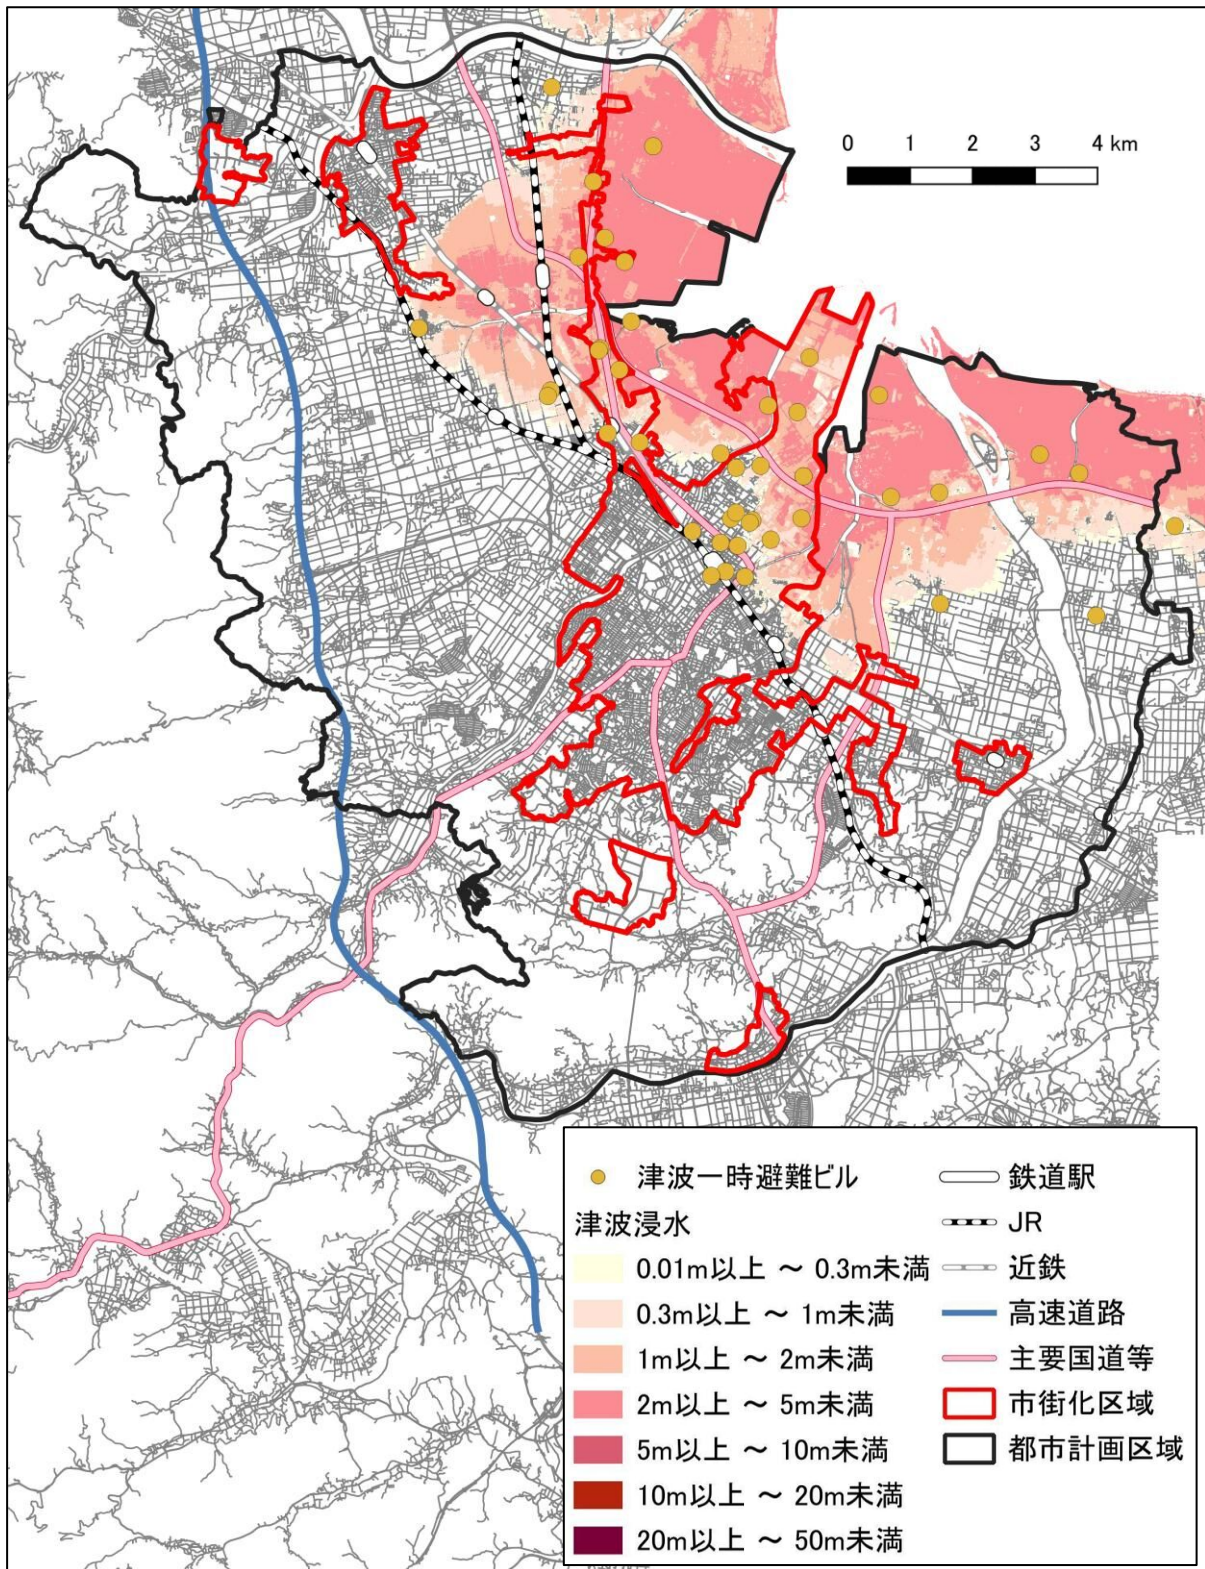 0 1 2 3 4 km
津波一時避難ビル
津波浸水
0.01m以上 ~ 0.3m未満
0.3m以上 ~ 1m未満
1m以上 ~ 2m未満
2m以上 ~ 5m未満
5m以上 ~ 10m未満
10m以上 ~ 20m未満
20m以上 ~ 50m未満
鉄道駅
JR
近鉄
高速道路
主要国道等
市街化区域
都市計画区域